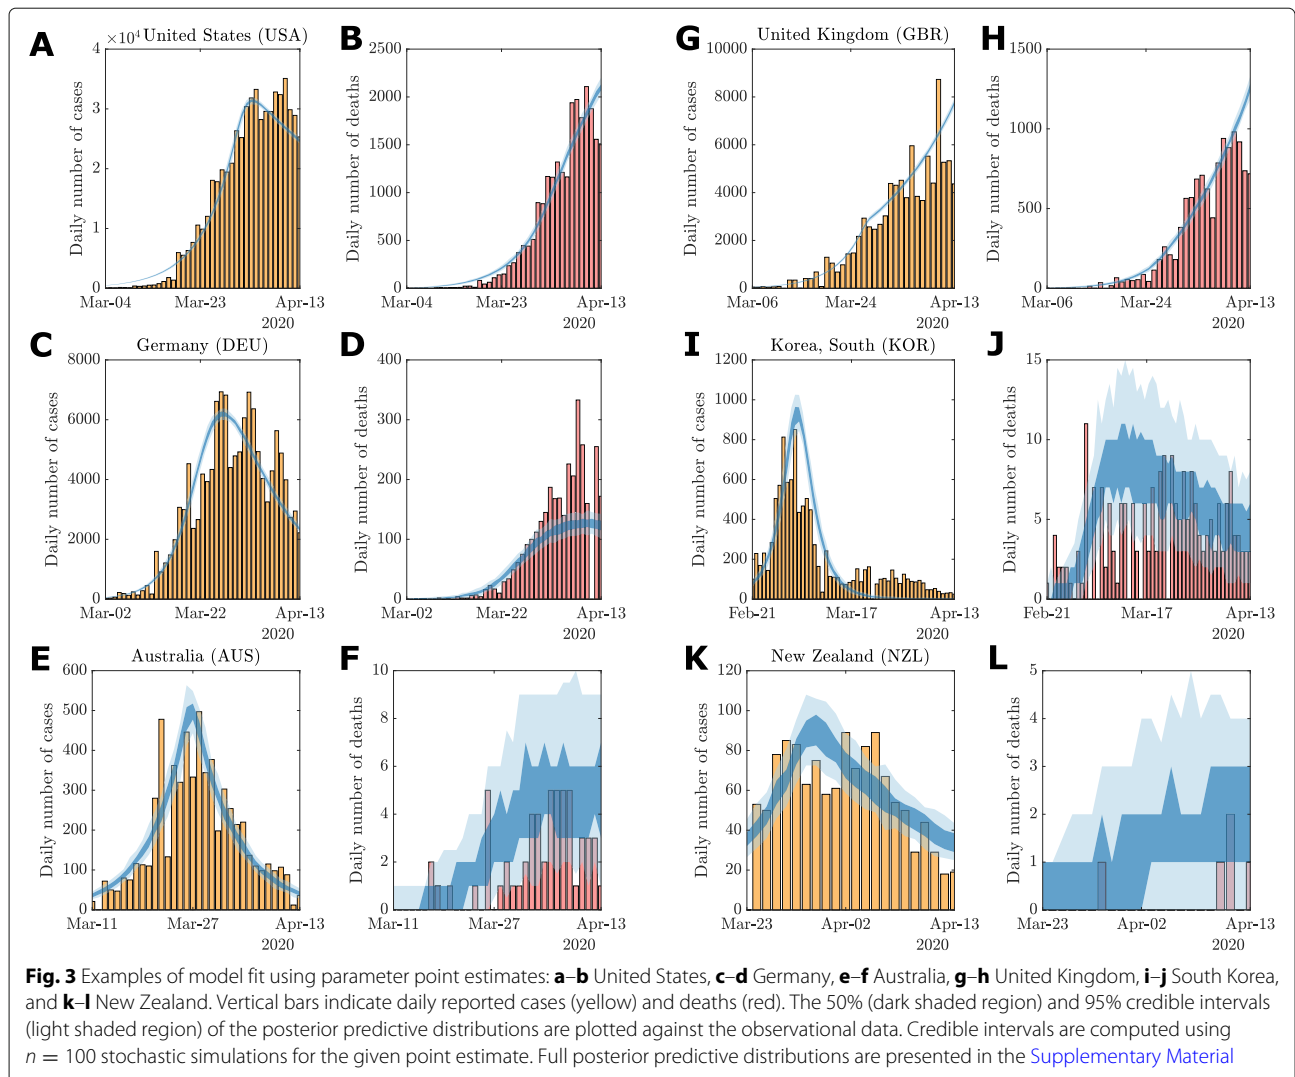 A
×10⁴ United States (USA)
Daily number of cases
4
3
2
1
0
Mar-04
Mar-23
Apr-13
2020
B
Daily number of deaths
2500
2000
1500
1000
500
0
Mar-04
Mar-23
Apr-13
2020
G
United Kingdom (GBR)
Daily number of cases
10000
8000
6000
4000
2000
0
Mar-06
Mar-24
Apr-13
2020
H
Daily number of deaths
1500
1000
500
0
Mar-06
Mar-24
Apr-13
2020
C
Germany (DEU)
Daily number of cases
8000
6000
4000
2000
0
Mar-02
Mar-22
Apr-13
2020
D
Daily number of deaths
400
300
200
100
0
Mar-02
Mar-22
Apr-13
2020
I
Korea, South (KOR)
Daily number of cases
1200
1000
800
600
400
200
0
Feb-21
Mar-17
Apr-13
2020
J
Daily number of deaths
15
10
5
0
Feb-21
Mar-17
Apr-13
2020
E
Australia (AUS)
Daily number of cases
600
500
400
300
200
100
0
Mar-11
Mar-27
Apr-13
2020
F
Daily number of deaths
10
8
6
4
2
0
Mar-11
Mar-27
Apr-13
2020
K
New Zealand (NZL)
Daily number of cases
120
100
80
60
40
20
0
Mar-23
Apr-02
Apr-13
2020
L
Daily number of deaths
5
4
3
2
1
0
Mar-23
Apr-02
Apr-13
2020
Fig. 3 Examples of model fit using parameter point estimates: a–b United States, c–d Germany, e–f Australia, g–h United Kingdom, i–j South Korea,
and k–l New Zealand. Vertical bars indicate daily reported cases (yellow) and deaths (red). The 50% (dark shaded region) and 95% credible intervals
(light shaded region) of the posterior predictive distributions are plotted against the observational data. Credible intervals are computed using
n = 100 stochastic simulations for the given point estimate. Full posterior predictive distributions are presented in the Supplementary Material